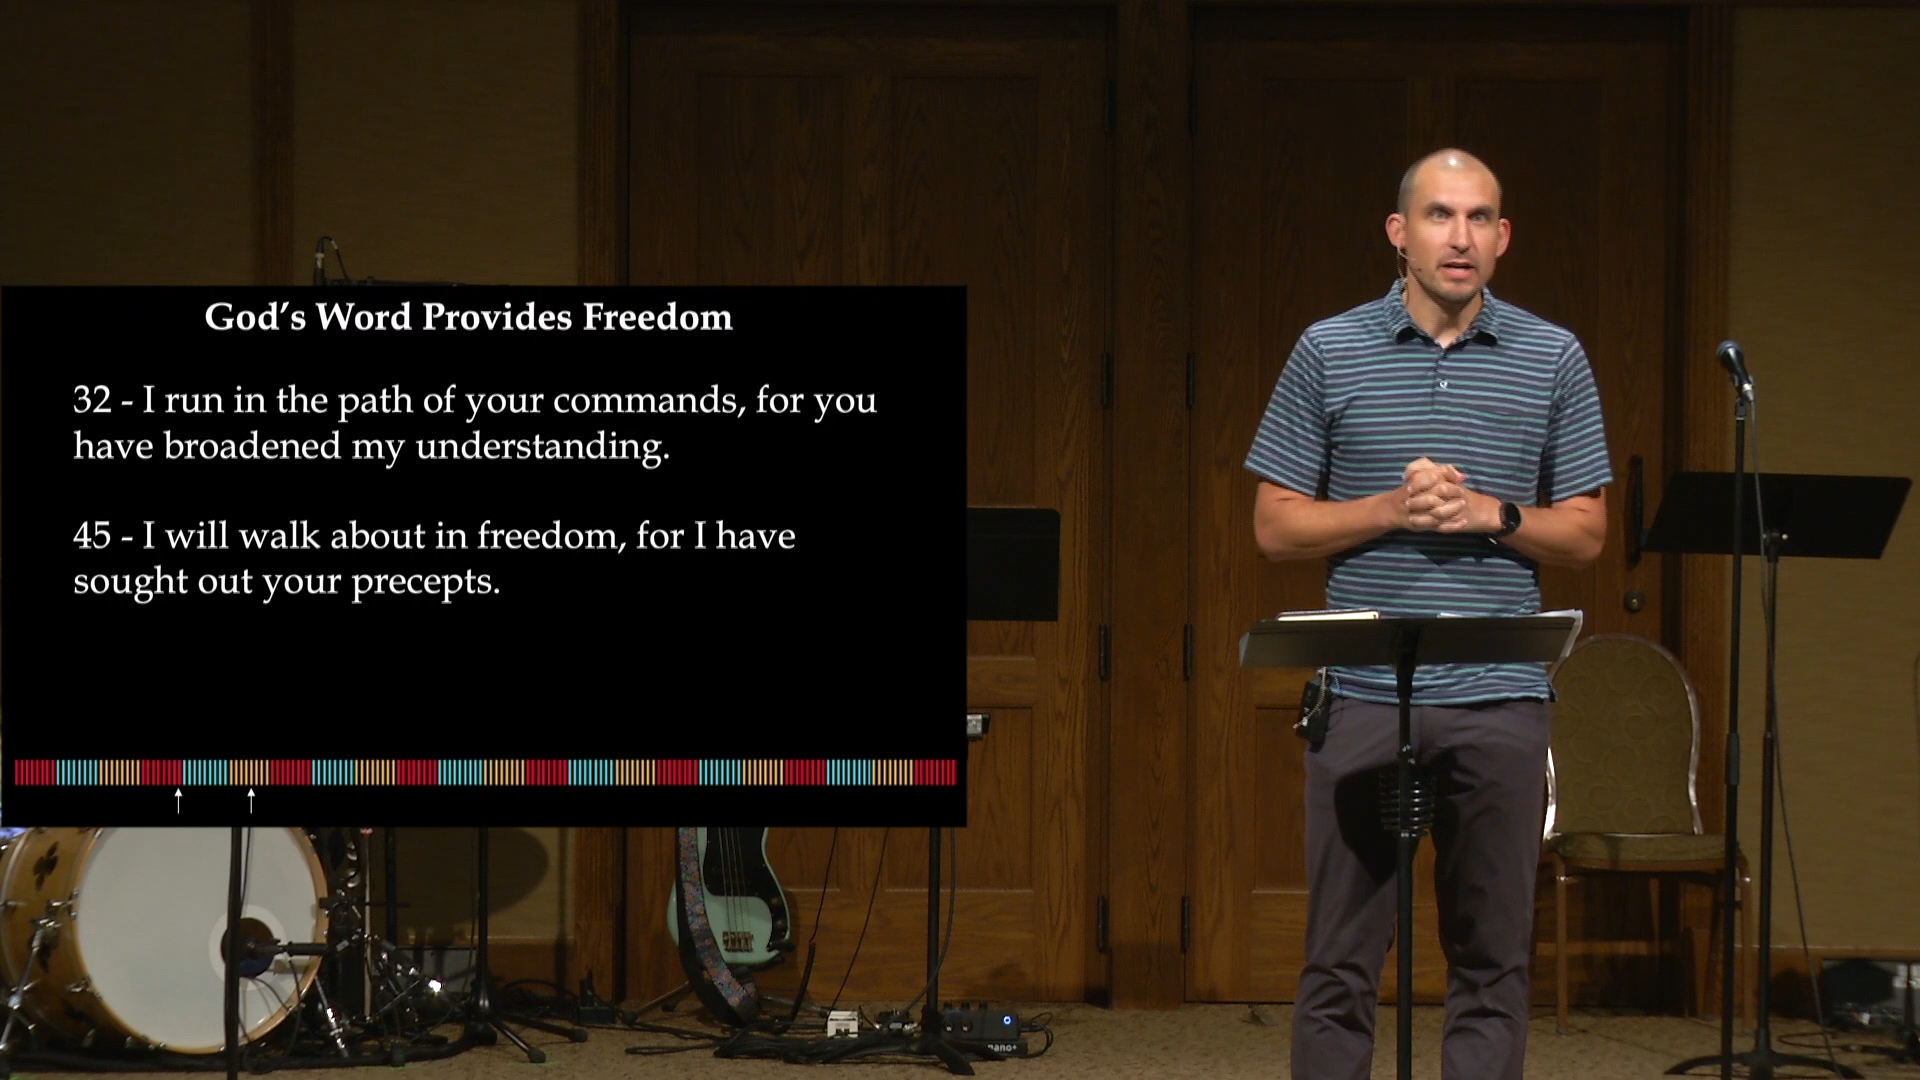 God's Word Provides Freedom
32 - I run in the path of your commands, for you
have broadened my understanding.
45 - I will walk about in freedom, for I have
sought out your precepts.
nano+